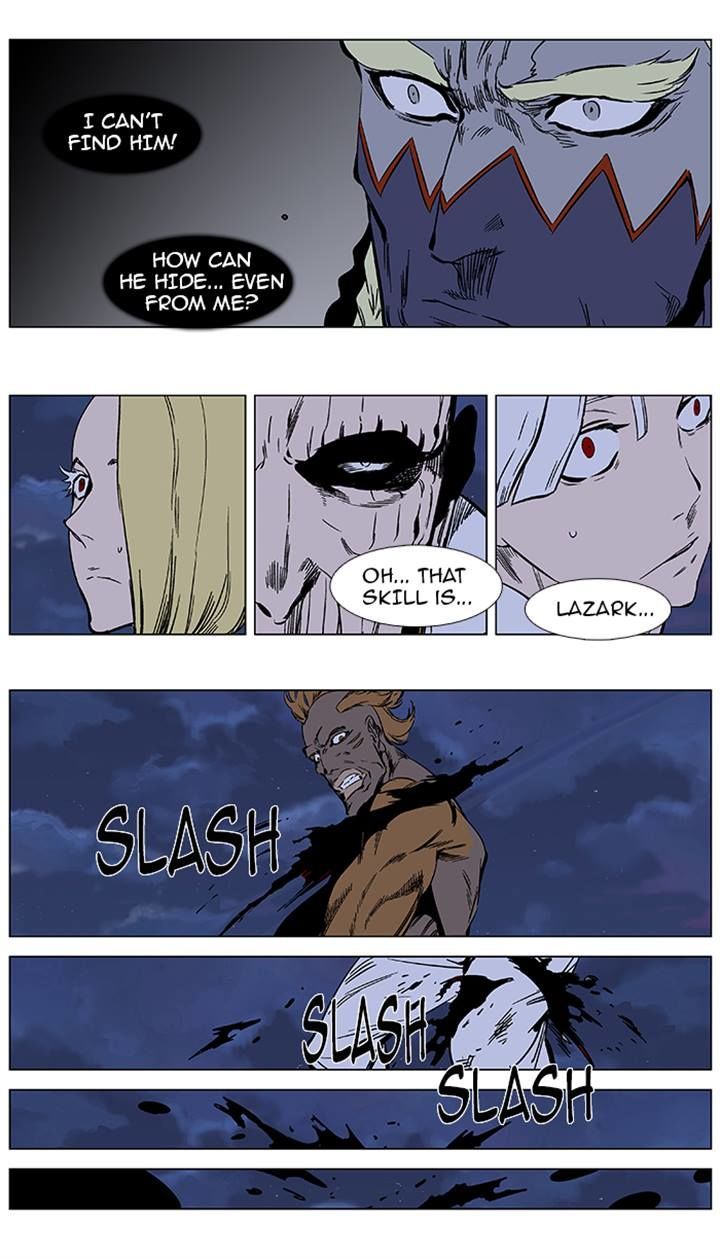 I CAN'T
FIND HIM!
HOW CAN
HE HIDE... EVEN
FROM ME?
OH... THAT
SKILL IS...
LAZARK...
SLASH
SLASH
SLASH